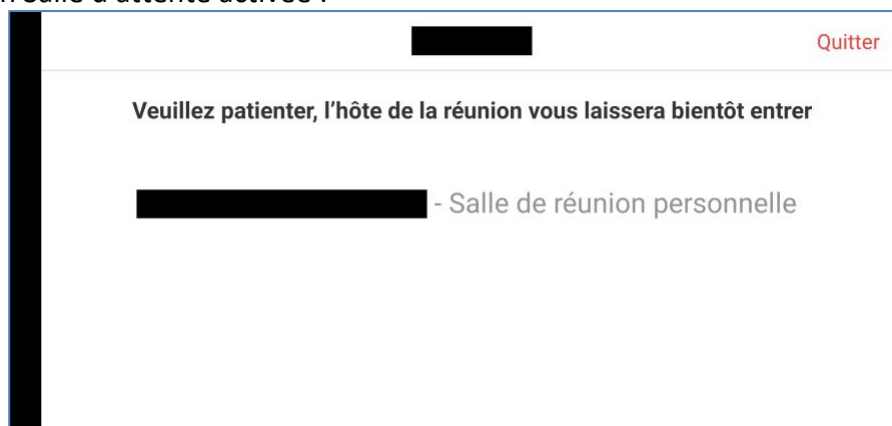 Salle d'attente activée :
Quitter
Veuillez patienter, l'hôte de la réunion vous laissera bientôt entrer
- Salle de réunion personnelle